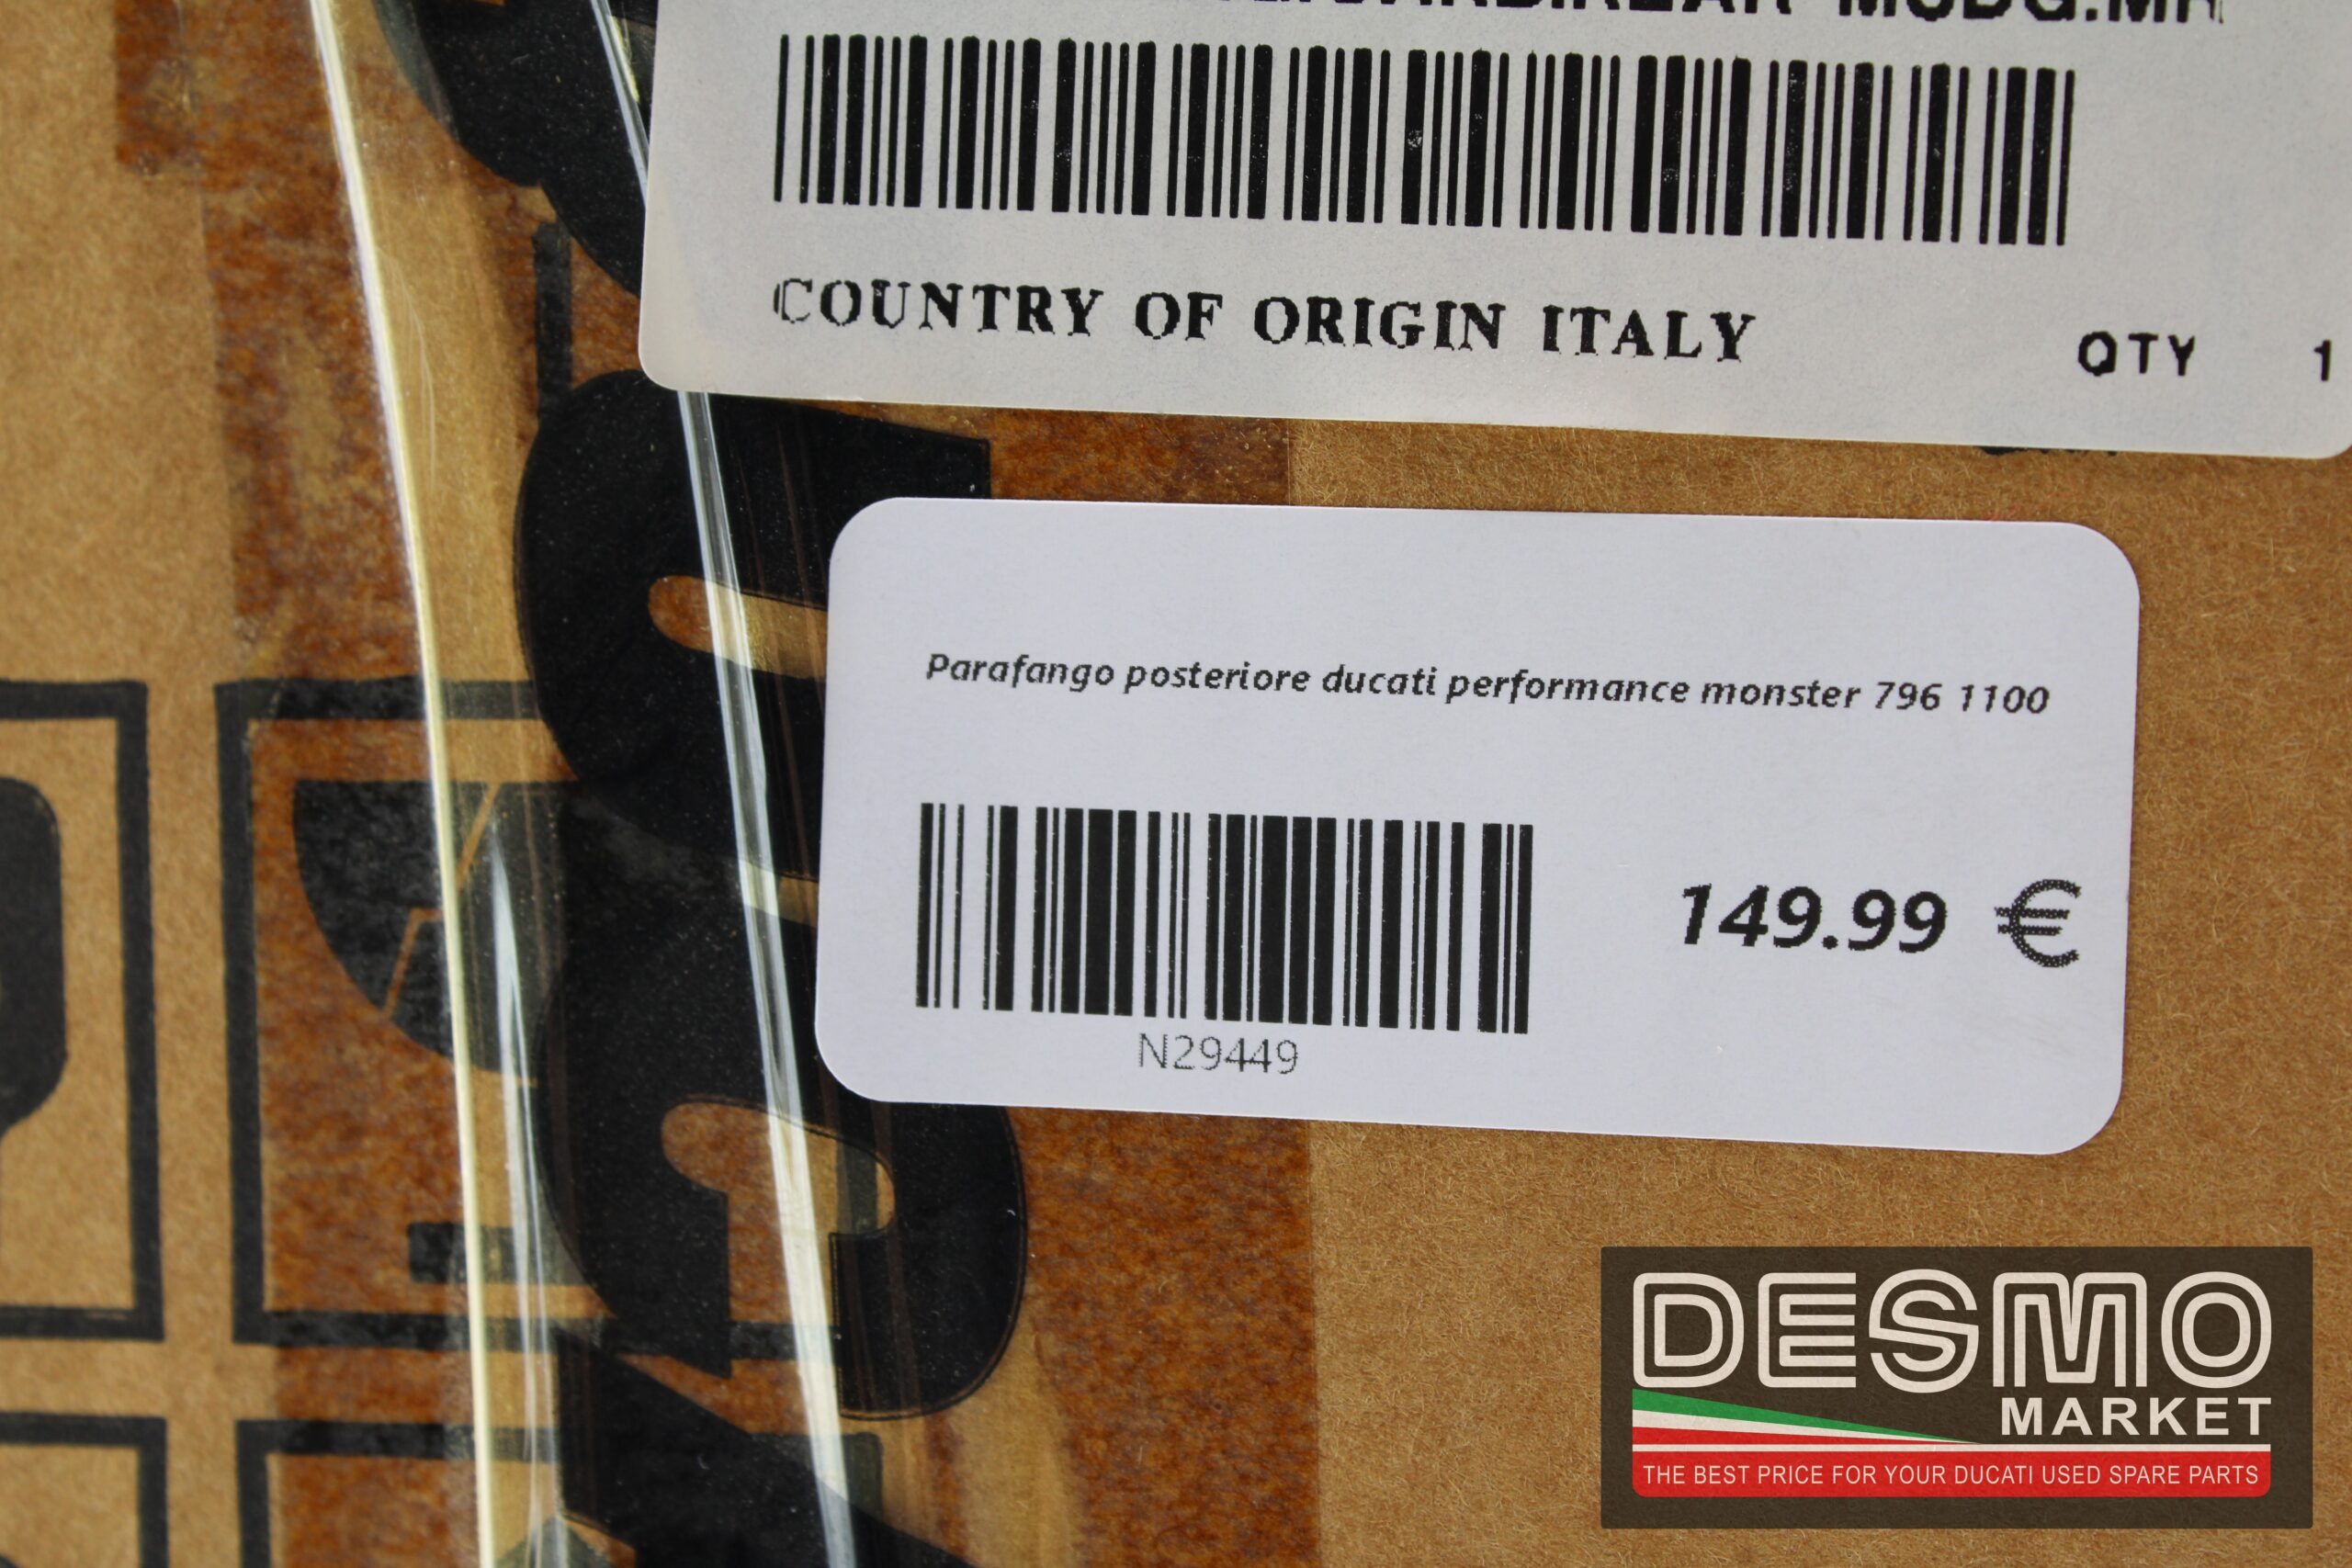 COUNTRY OF ORIGIN ITALY
QTY 1
Parafango posteriore ducati performance monster 796 1100
149.99 €
N29449
DESMO
MARKET
THE BEST PRICE FOR YOUR DUCATI USED SPARE PARTS